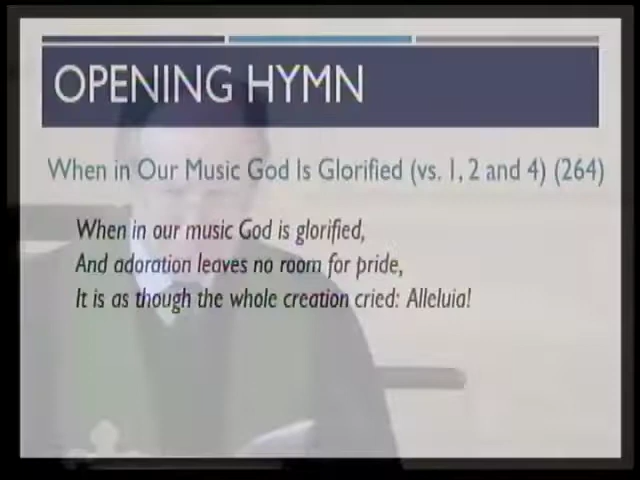 OPENING HYMN
When in Our Music God Is Glorified (vs. 1, 2 and 4) (264)
When in our music God is glorified,
And adoration leaves no room for pride,
It is as though the whole creation cried: Alleluia!